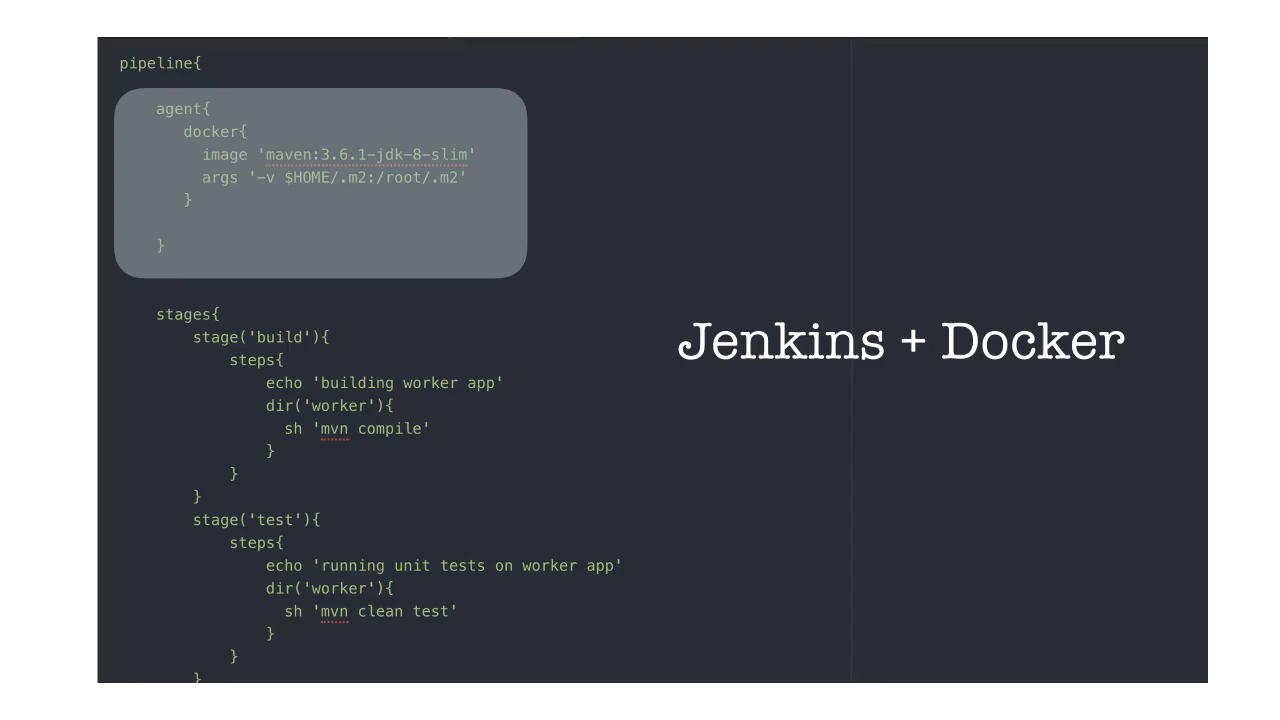 pipeline{
agent{
docker{
image 'maven:3.6.1-jdk-8-slim'
args '-v $HOME/.m2:/root/.m2'
}
}
stages{
stage('build'){
steps{
echo 'building worker app'
dir('worker'){
sh 'mvn compile'
}
}
}
stage('test'){
steps{
echo 'running unit tests on worker app'
dir('worker'){
sh 'mvn clean test'
}
}
}
Jenkins + Docker